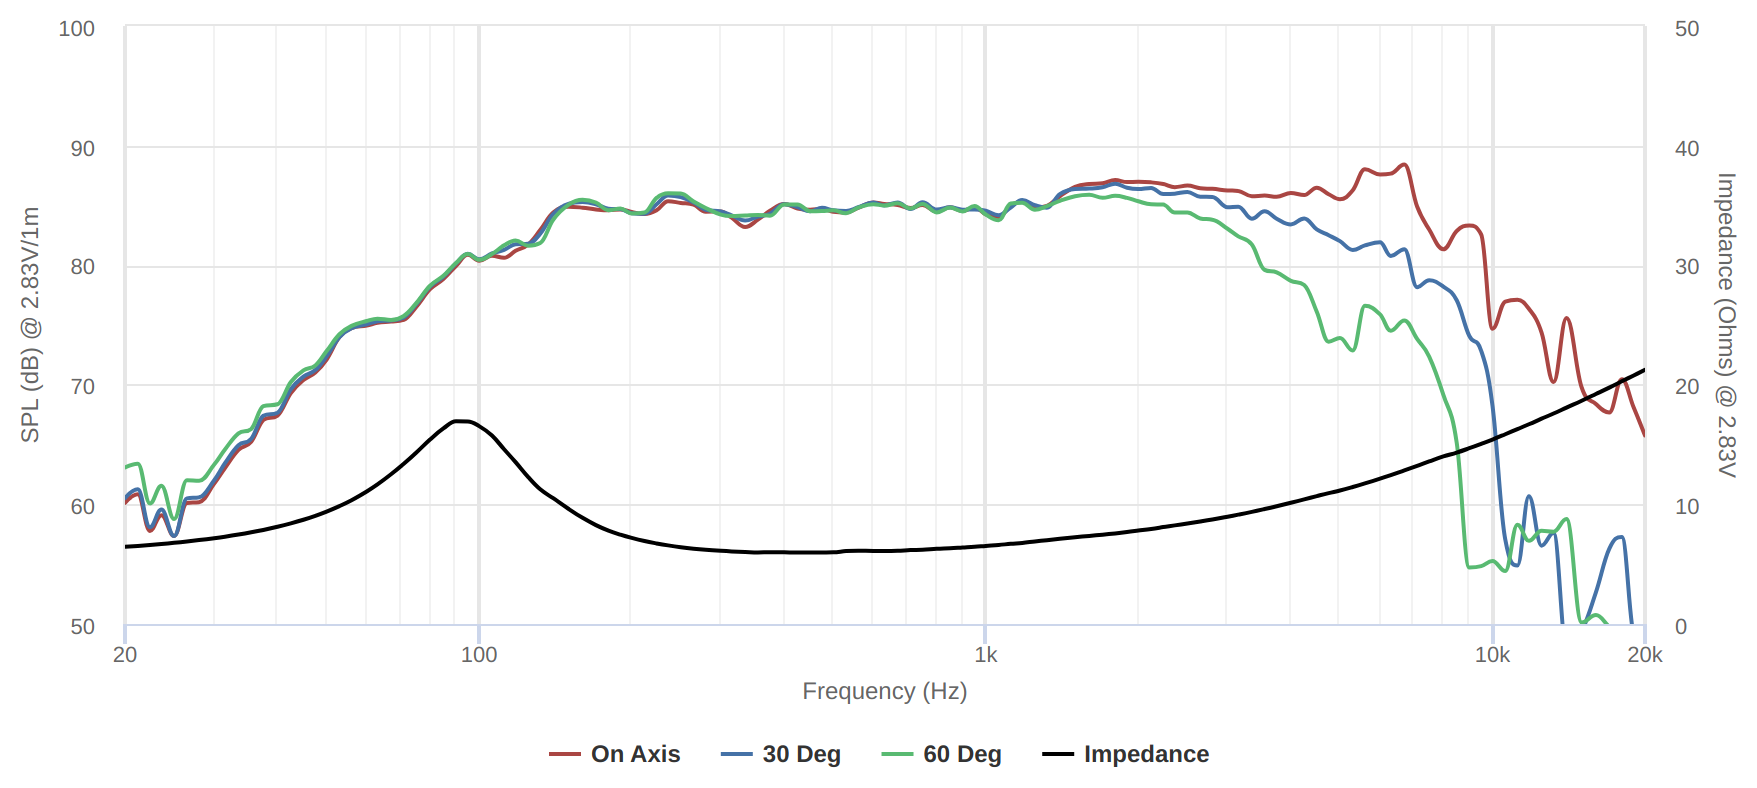 100
90
80
70
60
50
SPL (dB) @ 2.83V/1m
50
40
30
20
10
0
Impedance (Ohms) @ 2.83V
20
100
1k
10k
20k
Frequency (Hz)
On Axis
30 Deg
60 Deg
Impedance